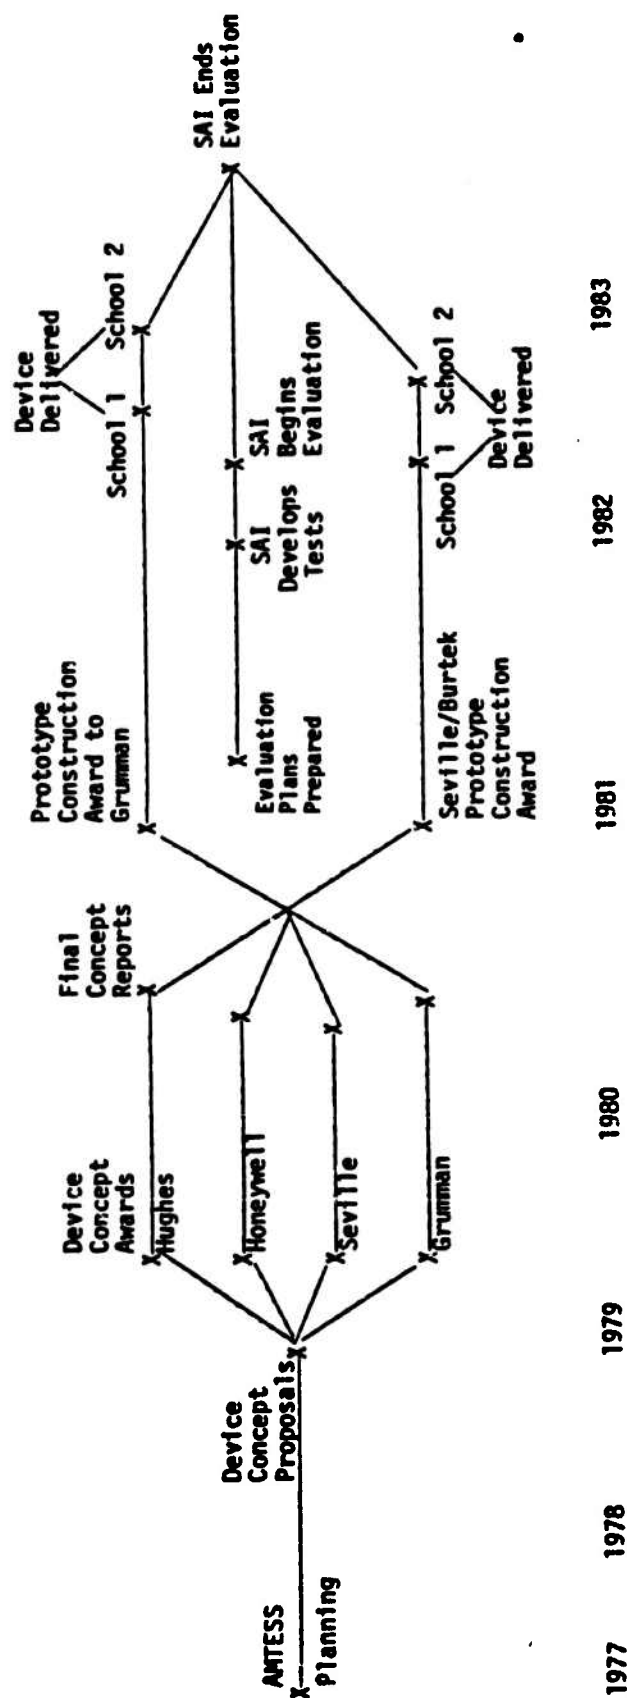 AMTESS
Planning
Device
Concept
Proposals
Device
Concept
Awards
Hughes
Honeywell
Seville
Grumman
Final
Concept
Reports
Prototype
Construction
Award to
Grumman
Evaluation
Plans
Prepared
Seville/Burtek
Prototype
Construction
Award
SAI
Develops
Tests
SAI
Begins
Evaluation
Device
Delivered
School 1
School 2
School 1
School 2
Device
Delivered
SAI Ends
Evaluation
1977
1978
1979
1980
1981
1982
1983